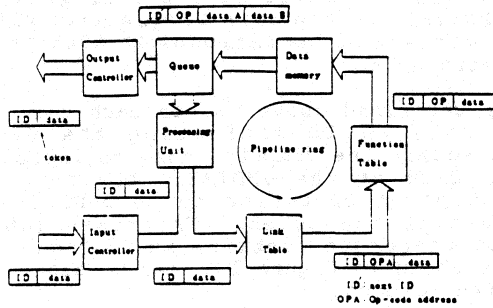 ID OP data A data B
Output Controller
Queue
Data memory
ID OP data
ID data
token
Processing Unit
Pipeline ring
Function Table
ID data
Input Controller
Link Table
ID data
ID data
ID OPA data
ID: next ID
OPA: Op-code address